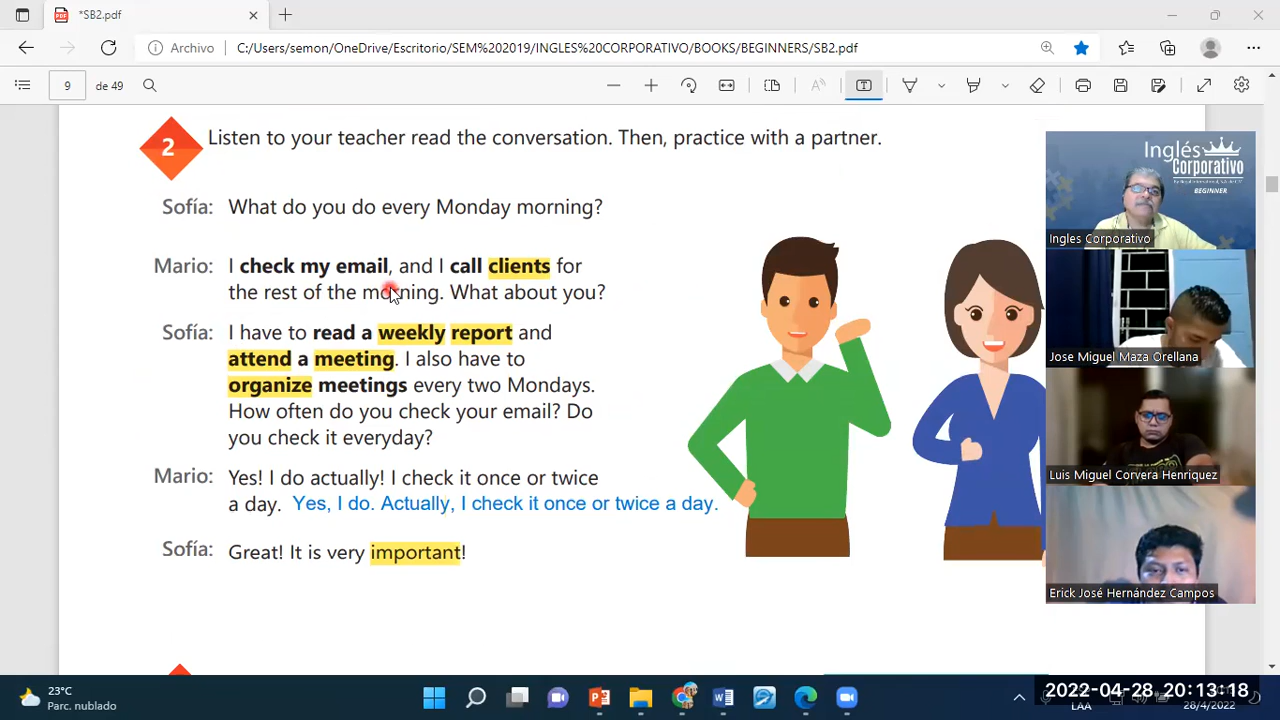 *SB2.pdf
Archivo
C:/Users/semon/OneDrive/Escritorio/SEM%202019/INGLES%20CORPORATIVO/BOOKS/BEGINNERS/SB2.pdf
9
de 49
2
Listen to your teacher read the conversation. Then, practice with a partner.
Sofía: What do you do every Monday morning?
Mario: I check my email, and I call clients for
the rest of the morning. What about you?
Sofía: I have to read a weekly report and
attend a meeting. I also have to
organize meetings every two Mondays.
How often do you check your email? Do
you check it everyday?
Mario: Yes! I do actually! I check it once or twice
a day. Yes, I do. Actually, I check it once or twice a day.
Sofía: Great! It is very important!
Inglés
Corporativo
BEGINNER
Ingles Corporativo
Jose Miguel Maza Orellana
Luis Miguel Corvera Henriquez
Erick José Hernández Campos
23°C
Parc. nublado
2022-04-28 20:13:18
LAA
28/4/2022